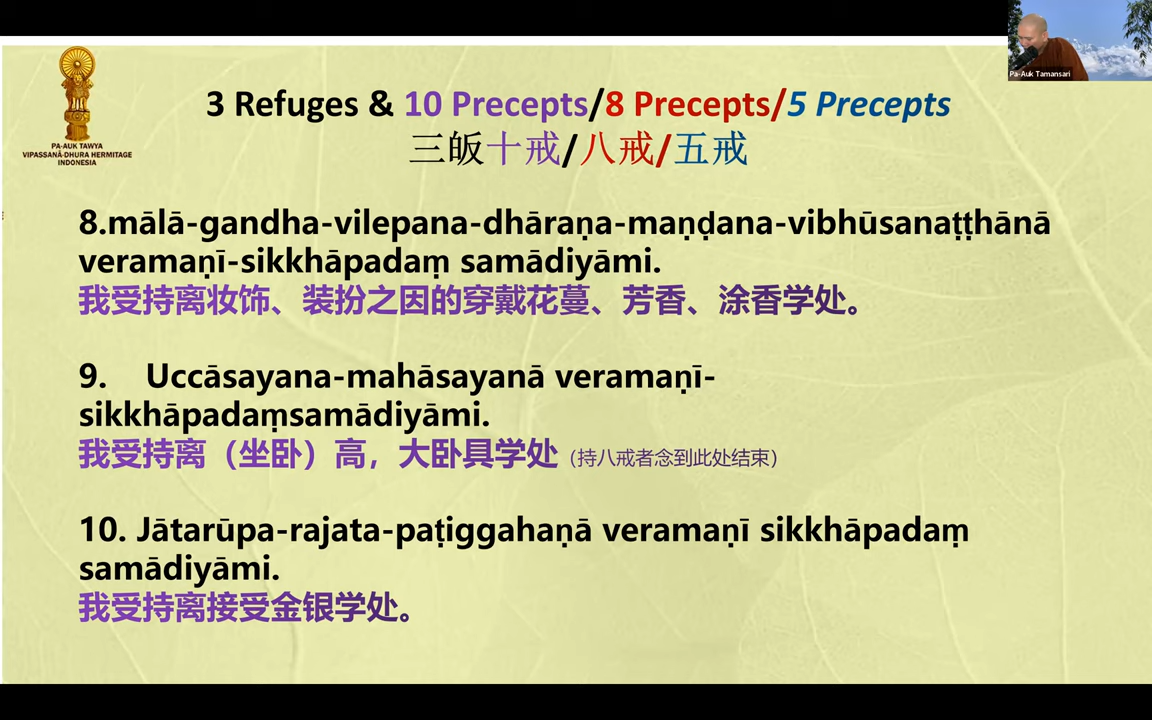 Pa-Auk Tamansari
PA-AUK TAWYA
VIPASSANĀ-DHURA HERMITAGE
INDONESIA
3 Refuges & 10 Precepts/8 Precepts/5 Precepts
三皈十戒/八戒/五戒
8.mālā-gandha-vilepana-dhāraṇa-maṇḍana-vibhūsanaṭṭhānā
veramaṇī-sikkhāpadaṃ samādiyāmi.
我受持离妆饰、装扮之因的穿戴花蔓、芳香、涂香学处。
9. Uccāsayana-mahāsayanā veramaṇī-
sikkhāpadaṃsamādiyāmi.
我受持离（坐卧）高，大卧具学处（持八戒者念到此处结束）
10. Jātarūpa-rajata-paṭiggahaṇā veramaṇī sikkhāpadaṃ
samādiyāmi.
我受持离接受金银学处。